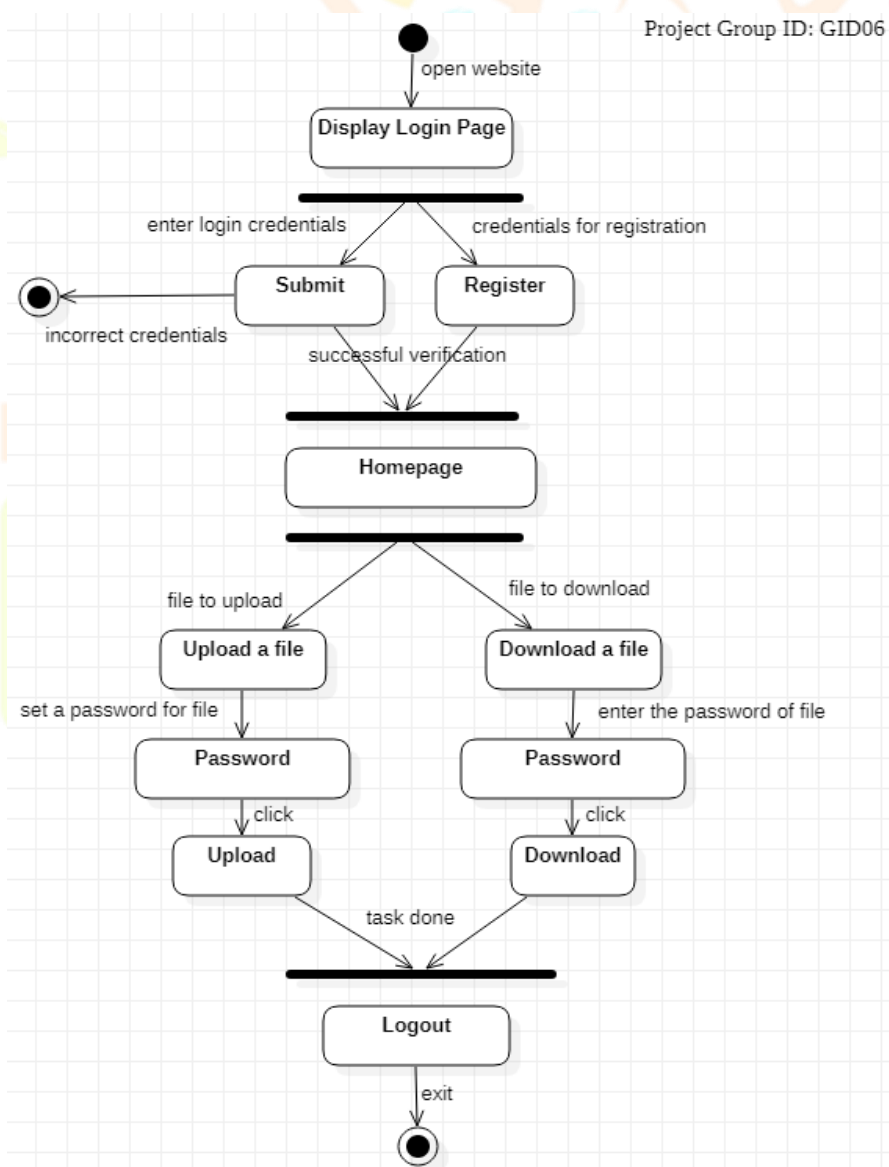 Project Group ID: GID06
open website
Display Login Page
enter login credentials
credentials for registration
Submit
Register
incorrect credentials
successful verification
Homepage
file to upload
file to download
Upload a file
Download a file
set a password for file
enter the password of file
Password
Password
click
click
Upload
Download
task done
Logout
exit